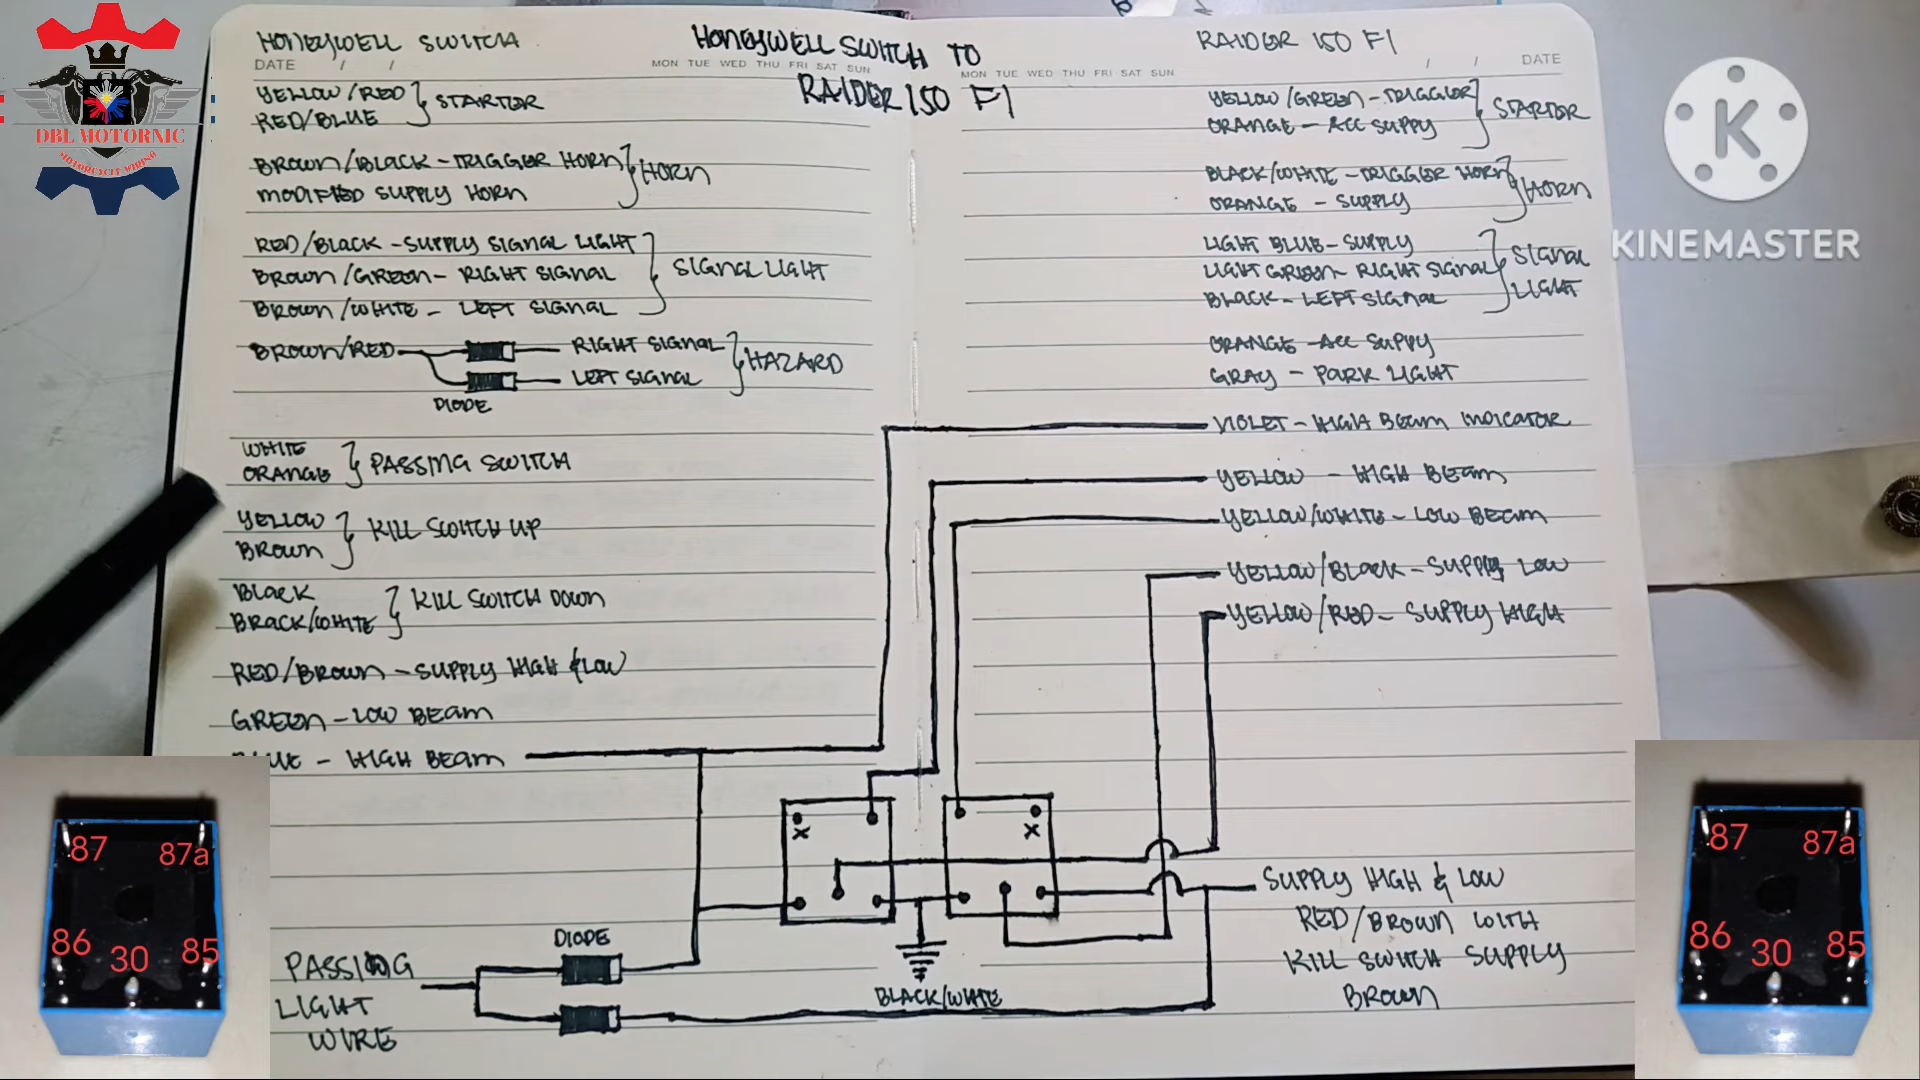 HONEYWELL SWITCH
DATE / /
YELLOW/RED
RED/BLUE
STARTER
BROWN/BLACK - TRIGGER HORN
MODIFIED SUPPLY HORN
HORN
RED/BLACK - SUPPLY SIGNAL LIGHT
BROWN/GREEN - RIGHT SIGNAL
BROWN/WHITE - LEFT SIGNAL
SIGNAL LIGHT
BROWN/RED
RIGHT SIGNAL
LEFT SIGNAL
HAZARD
DIODE
WHITE
ORANGE
PASSING SWITCH
YELLOW
BROWN
KILL SWITCH UP
BLACK
BRACK/WHITE
KILL SWITCH DOWN
RED/BROWN - SUPPLY HIGH & LOW
GREEN - LOW BEAM
BLUE - HIGH BEAM
DIODE
PASSING
LIGHT
WIRE
BLACK/WHITE
HONEYWELL SWITCH TO
RAIDER 150 FI
MON TUE WED THU FRI SAT SUN
MON TUE WED THU FRI SAT SUN
RAIDER 150 FI
/ / DATE
YELLOW/GREEN - TRIGGER
ORANGE - ACC SUPPLY
STARTER
BLACK/WHITE - TRIGGER HORN
ORANGE - SUPPLY
HORN
LIGHT BLUE - SUPPLY
LIGHT GREEN - RIGHT SIGNAL
BLACK - LEFT SIGNAL
SIGNAL
LIGHT
ORANGE - ACC SUPPLY
GRAY - PARK LIGHT
VIOLET - HIGH BEAM INDICATOR
YELLOW - HIGH BEAM
YELLOW/WHITE - LOW BEAM
YELLOW/BLACK - SUPPLY LOW
YELLOW/RED - SUPPLY HIGH
X
X
SUPPLY HIGH & LOW
RED/BROWN WITH
KILL SWITCH SUPPLY
BROWN
DBL MOTORNIC
MOTORCYCLE WIRING
K
KINEMASTER
87 87a
86 30 85
87 87a
86 30 85